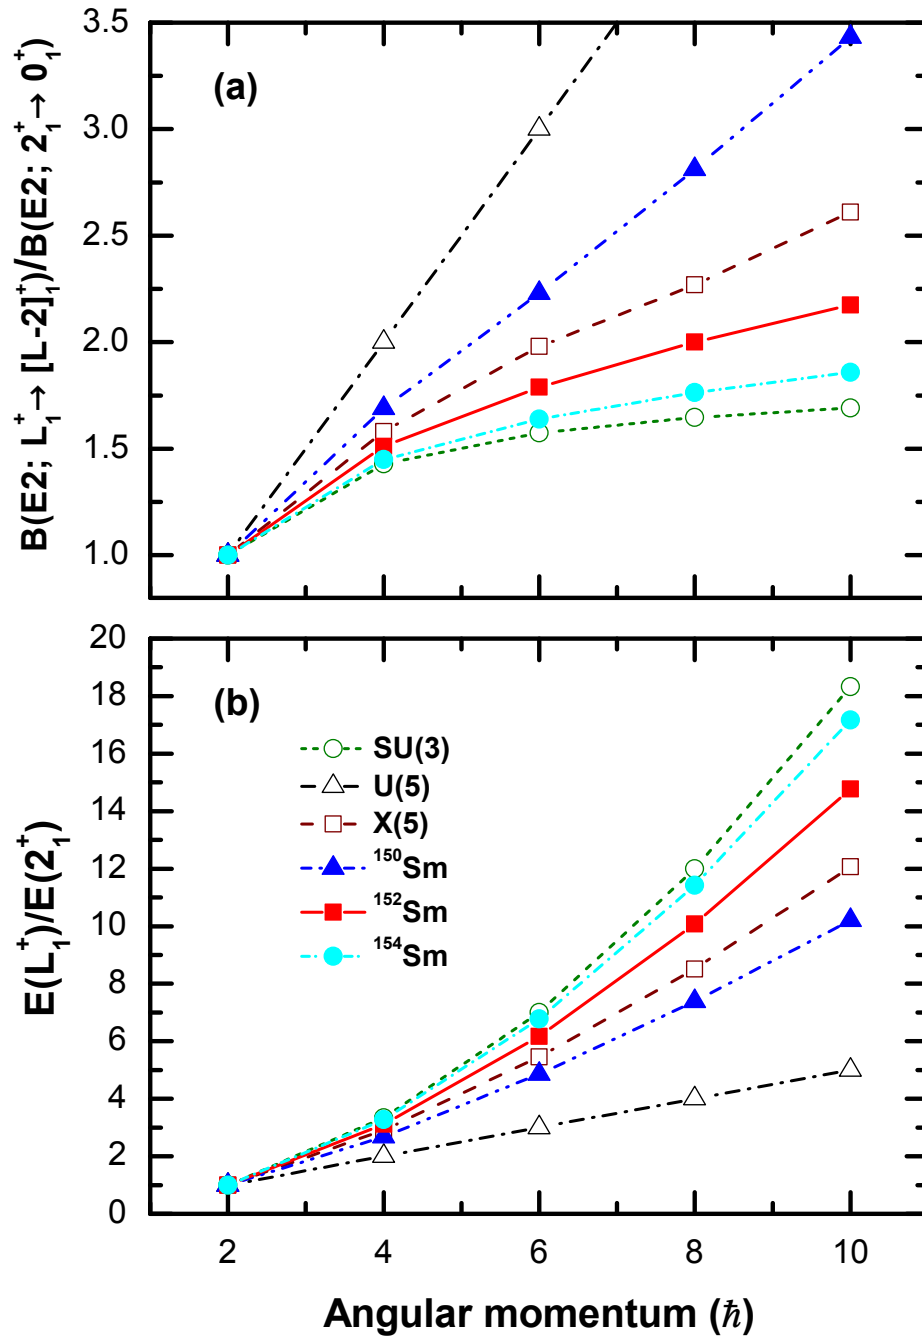 B(E2; L₁⁺→ [L-2]₁⁺)/B(E2; 2₁⁺→ 0₁⁺)
3.5
3.0
2.5
2.0
1.5
1.0
(a)
E(L₁⁺)/E(2₁⁺)
20
18
16
14
12
10
8
6
4
2
0
(b)
SU(3)
U(5)
X(5)
¹⁵⁰Sm
¹⁵²Sm
¹⁵⁴Sm
2 4 6 8 10
Angular momentum (ℏ)